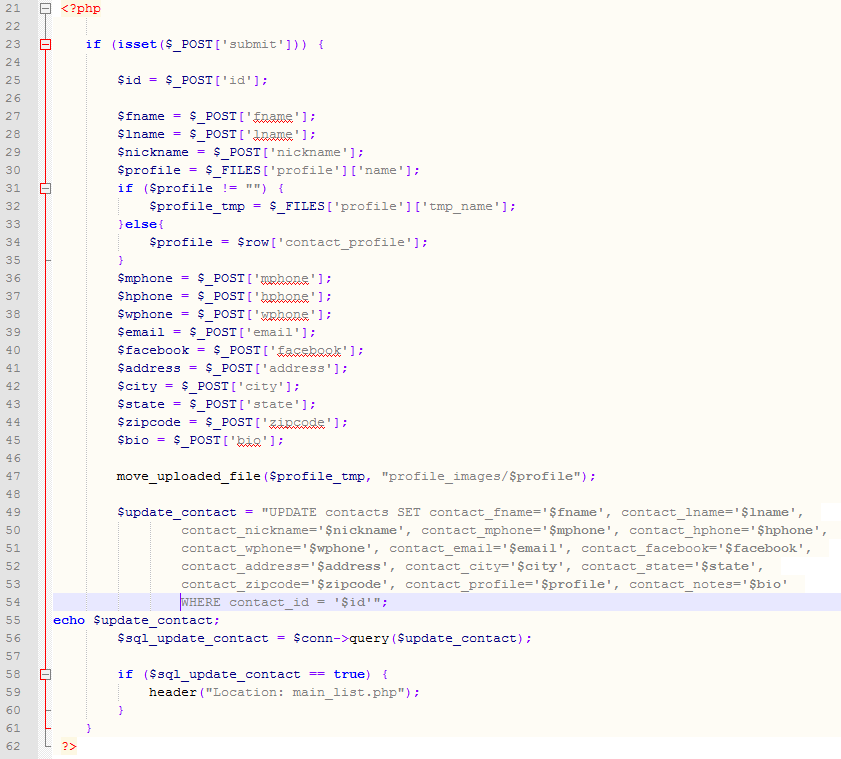 21 <?php
22
23 if (isset($_POST['submit'])) {
24
25 $id = $_POST['id'];
26
27 $fname = $_POST['fname'];
28 $lname = $_POST['lname'];
29 $nickname = $_POST['nickname'];
30 $profile = $_FILES['profile']['name'];
31 if ($profile != "") {
32 $profile_tmp = $_FILES['profile']['tmp_name'];
33 }else{
34 $profile = $row['contact_profile'];
35 }
36 $mphone = $_POST['mphone'];
37 $hphone = $_POST['hphone'];
38 $wphone = $_POST['wphone'];
39 $email = $_POST['email'];
40 $facebook = $_POST['facebook'];
41 $address = $_POST['address'];
42 $city = $_POST['city'];
43 $state = $_POST['state'];
44 $zipcode = $_POST['zipcode'];
45 $bio = $_POST['bio'];
46
47 move_uploaded_file($profile_tmp, "profile_images/$profile");
48
49 $update_contact = "UPDATE contacts SET contact_fname='$fname', contact_lname='$lname',
50 contact_nickname='$nickname', contact_mphone='$mphone', contact_hphone='$hphone',
51 contact_wphone='$wphone', contact_email='$email', contact_facebook='$facebook',
52 contact_address='$address', contact_city='$city', contact_state='$state',
53 contact_zipcode='$zipcode', contact_profile='$profile', contact_notes='$bio'
54 WHERE contact_id = '$id'";
55 echo $update_contact;
56 $sql_update_contact = $conn->query($update_contact);
57
58 if ($sql_update_contact == true) {
59 header("Location: main_list.php");
60 }
61 }
62 ?>